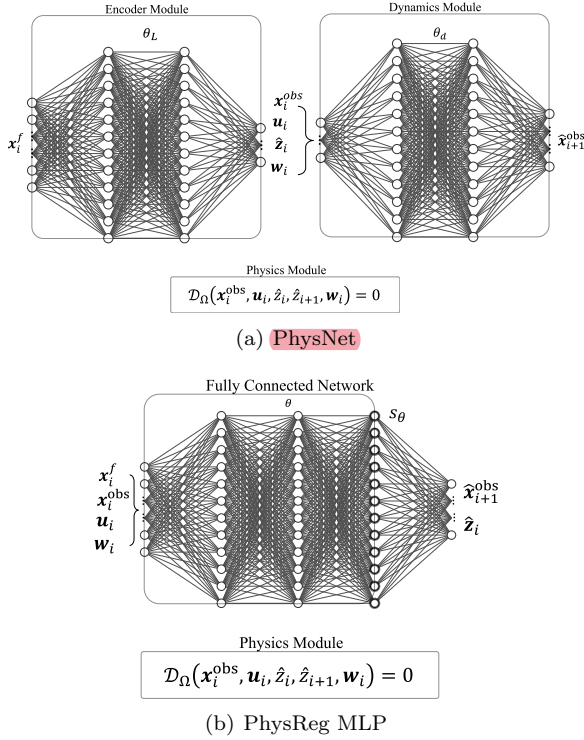 Encoder Module
Dynamics Module
θ_L
θ_d
x_i^f
x_i^obs
u_i
ẑ_i
w_i
x̂_{i+1}^obs
Physics Module
𝒟_Ω(x_i^obs, u_i, ẑ_i, ẑ_{i+1}, w_i) = 0
(a) PhysNet
Fully Connected Network
θ
s_θ
x_i^f
x_i^obs
u_i
w_i
x̂_{i+1}^obs
ẑ_i
Physics Module
𝒟_Ω(x_i^obs, u_i, ẑ_i, ẑ_{i+1}, w_i) = 0
(b) PhysReg MLP